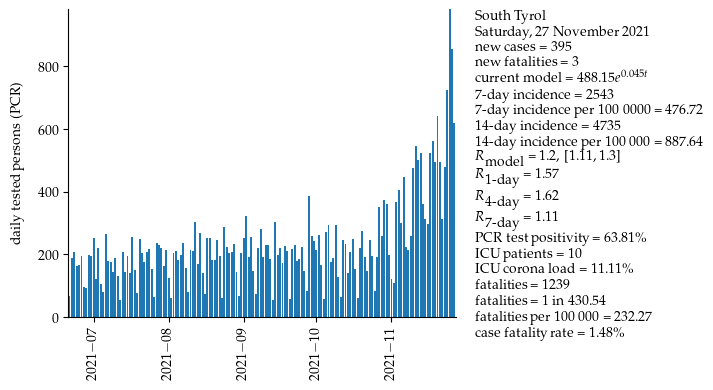 South Tyrol
Saturday, 27 November 2021
new cases = 395
new fatalities = 3
current model = 488.15e^0.045t
7-day incidence = 2543
7-day incidence per 100 0000 = 476.72
14-day incidence = 4735
14-day incidence per 100 000 = 887.64
R_model = 1.2, [1.11, 1.3]
R_1-day = 1.57
R_4-day = 1.62
R_7-day = 1.11
PCR test positivity = 63.81%
ICU patients = 10
ICU corona load = 11.11%
fatalities = 1239
fatalities = 1 in 430.54
fatalities per 100 000 = 232.27
case fatality rate = 1.48%
daily tested persons (PCR)
800
600
400
200
0
2021−07
2021−08
2021−09
2021−10
2021−11